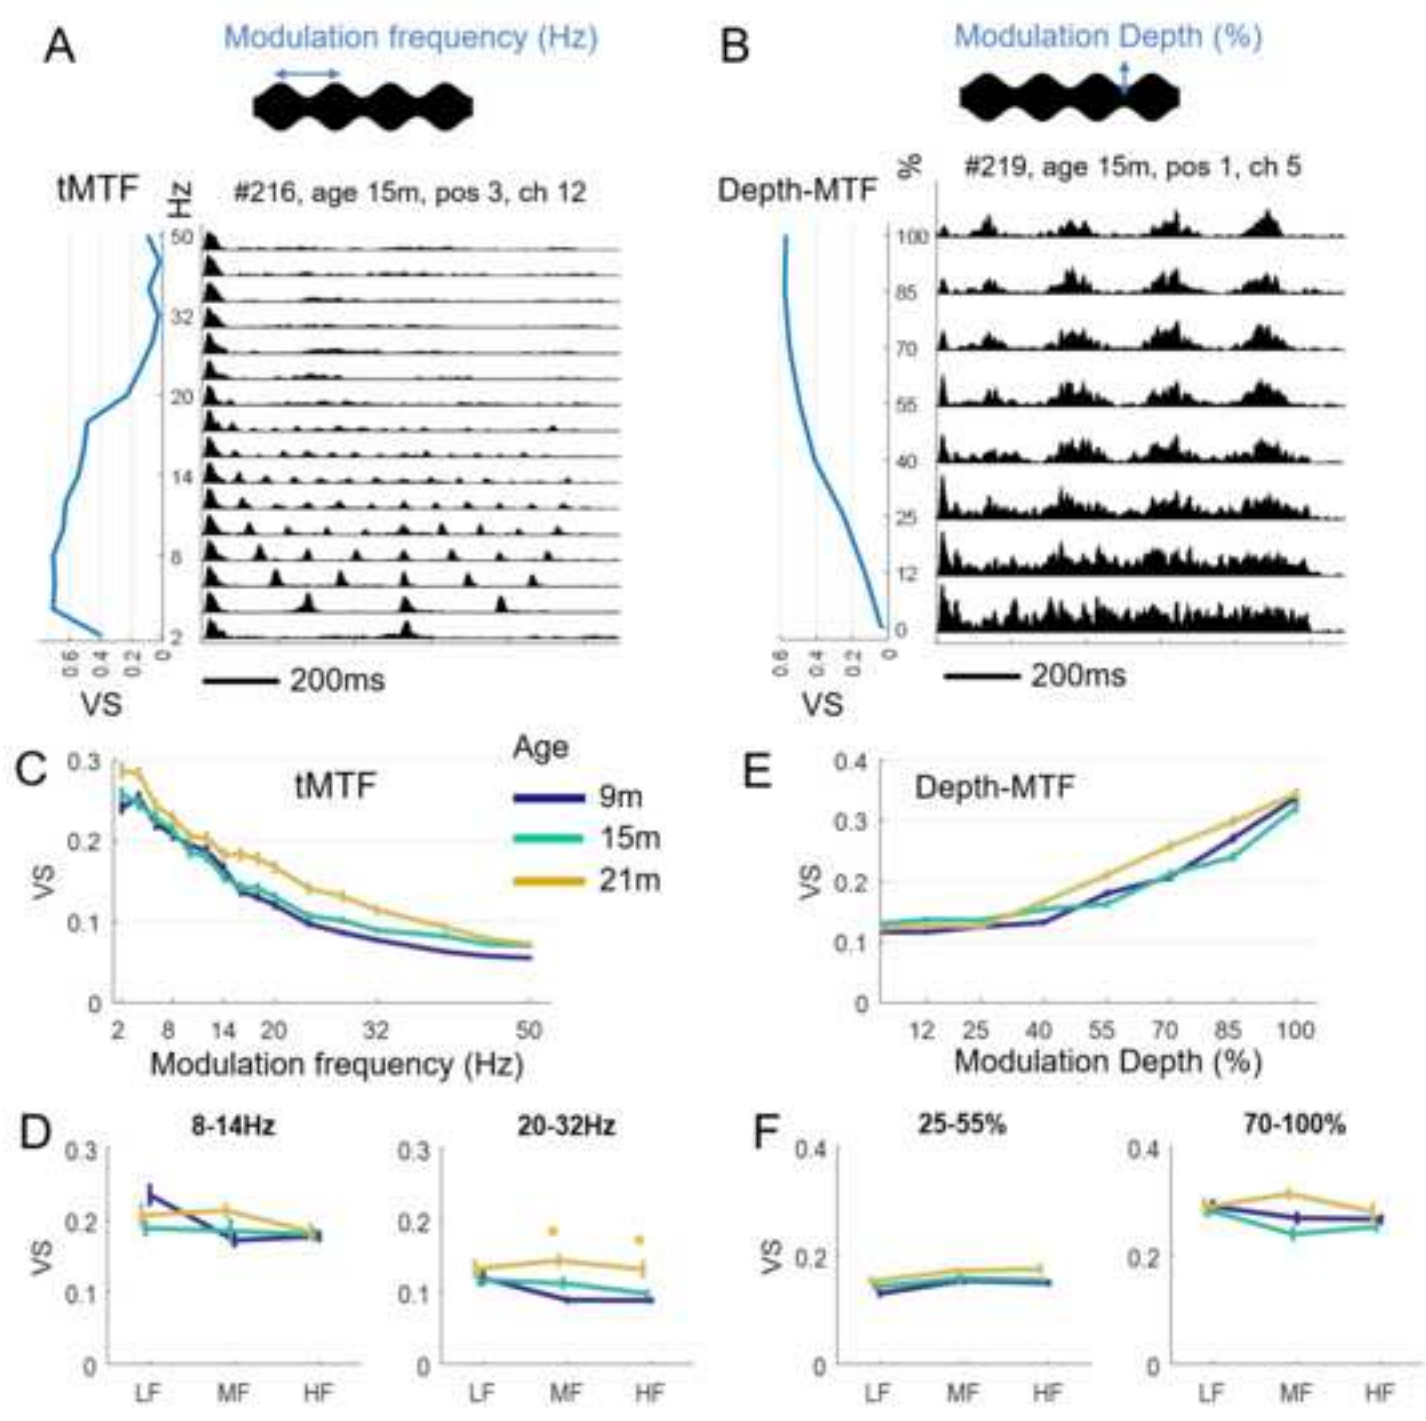 A
Modulation frequency (Hz)
tMTF
Hz
#216, age 15m, pos 3, ch 12
50
32
20
14
8
2
0.6
0.4
0.2
0
VS
200ms
B
Modulation Depth (%)
Depth-MTF
%
#219, age 15m, pos 1, ch 5
100
85
70
55
40
25
12
0
0.6
0.4
0.2
0
VS
200ms
C
tMTF
Age
9m
15m
21m
VS
0.3
0.2
0.1
0
2 8 14 20 32 50
Modulation frequency (Hz)
E
Depth-MTF
VS
0.4
0.3
0.2
0.1
0
12 25 40 55 70 85 100
Modulation Depth (%)
D
8-14Hz
VS
0.3
0.2
0.1
0
LF MF HF
20-32Hz
0.3
0.2
0.1
0
LF MF HF
F
25-55%
VS
0.4
0.2
0
LF MF HF
70-100%
0.4
0.2
0
LF MF HF